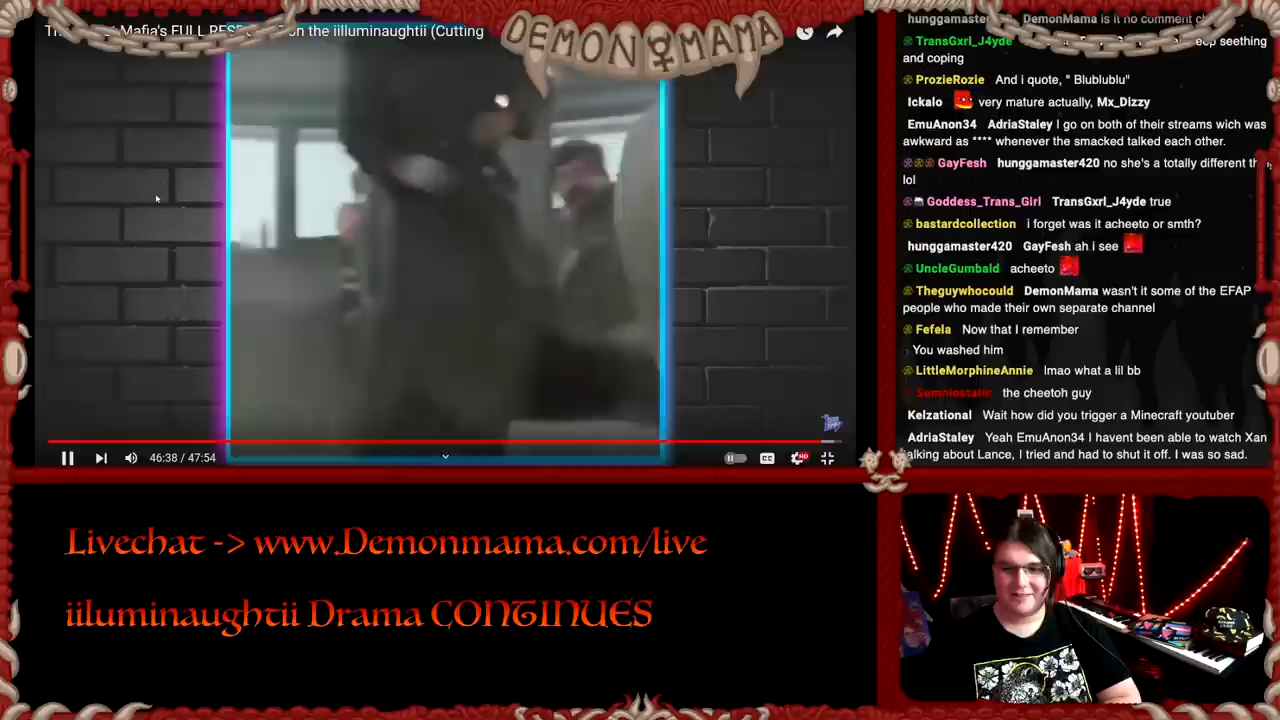 Mafia's FULL
on the iilluminaughtii (Cutting
DEMON MAMA
46:38 / 47:54
CC
HD
Livechat -> www.Demonmama.com/live
iiluminaughtii Drama CONTINUES
hunggamaster DemonMama is it no comment
TransGxrl_J4yde seething
and coping
ProzieRozie And i quote, " Blublublu"
Ickalo very mature actually, Mx_Dizzy
EmuAnon34 AdriaStaley I go on both of their streams wich was
awkward as **** whenever the smacked talked each other.
GayFesh hunggamaster420 no she's a totally different
lol
Goddess_Trans_Girl TransGxrl_J4yde true
bastardcollection i forget was it acheeto or smth?
hunggamaster420 GayFesh ah i see
UncleGumbald acheeto
Theguywhocould DemonMama wasn't it some of the EFAP
people who made their own separate channel
Fefela Now that I remember
You washed him
LittleMorphineAnnie lmao what a lil bb
Somniostatic the cheetoh guy
Kelzational Wait how did you trigger a Minecraft youtuber
AdriaStaley Yeah EmuAnon34 I havent been able to watch Xan
alking about Lance, I tried and had to shut it off. I was so sad.